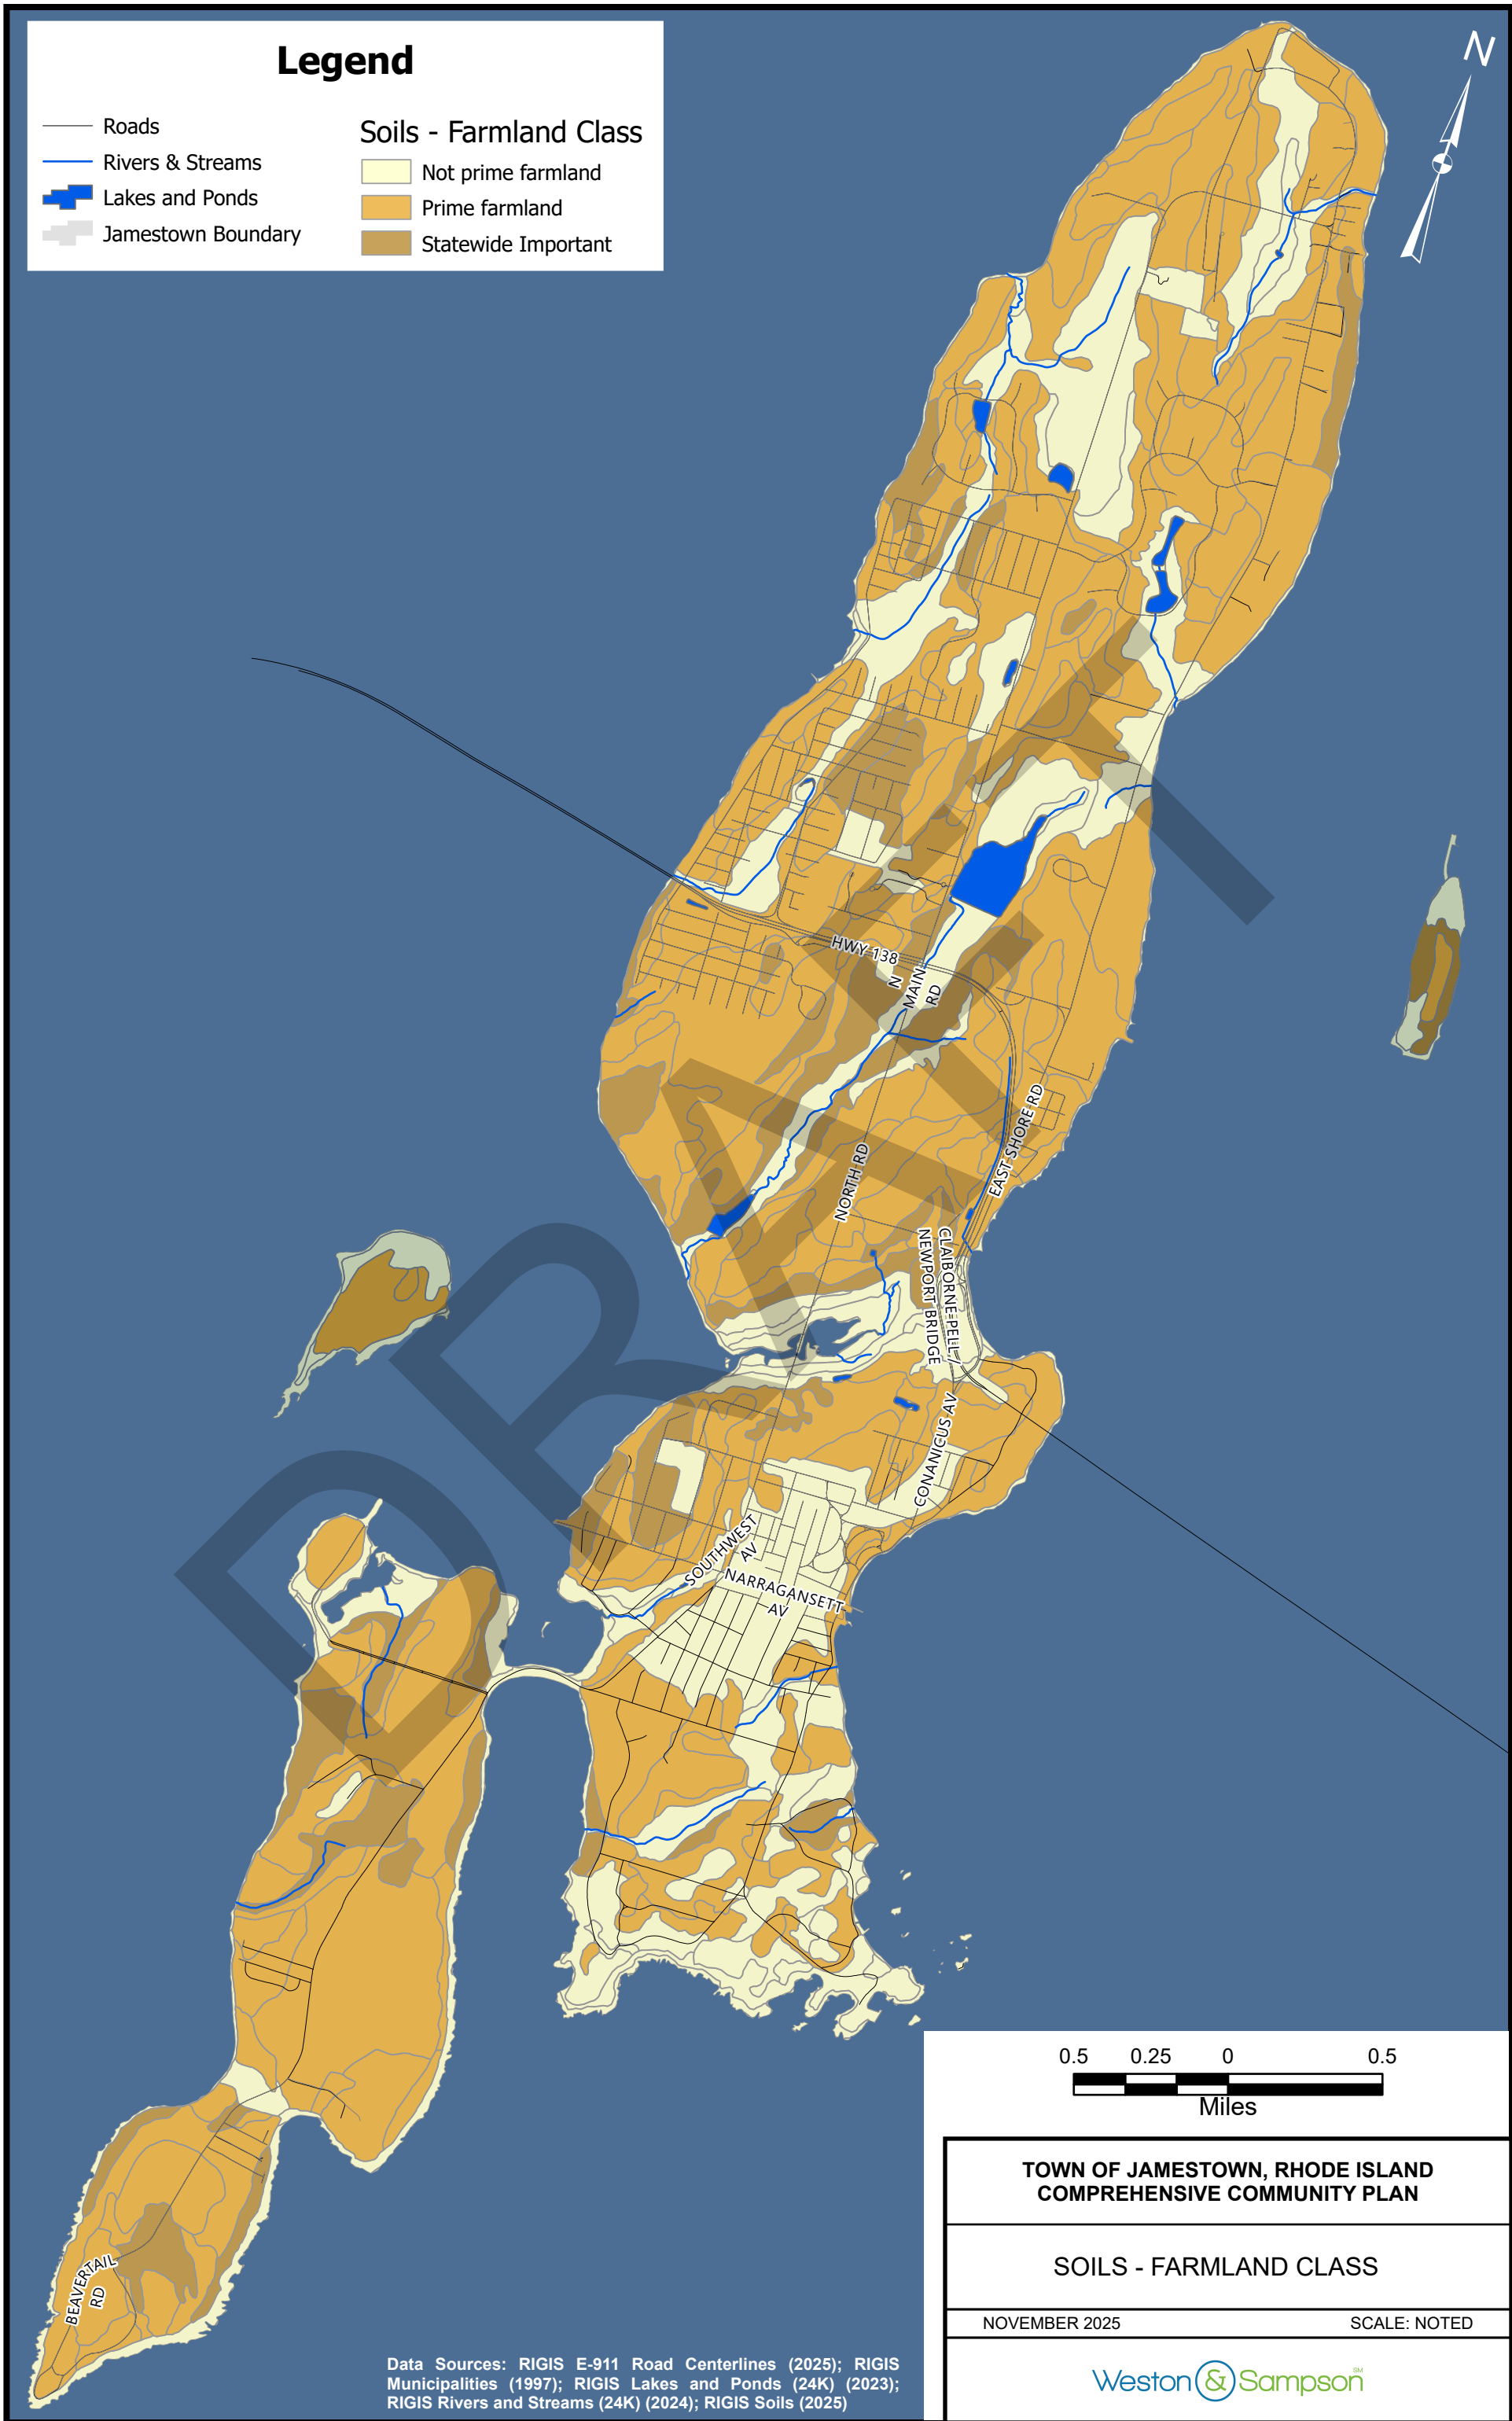 Legend
Roads
Rivers & Streams
Lakes and Ponds
Jamestown Boundary
Soils - Farmland Class
Not prime farmland
Prime farmland
Statewide Important
N
DRAFT
HWY 138
N
MAIN
RD
EAST SHORE RD
NORTH RD
CLAIBORNE PELL /
NEWPORT BRIDGE
CONANICUS AV
SOUTHWEST
AV
NARRAGANSETT
AV
BEAVERTAIL
RD
0.5 0.25 0 0.5
Miles
TOWN OF JAMESTOWN, RHODE ISLAND
COMPREHENSIVE COMMUNITY PLAN
SOILS - FARMLAND CLASS
NOVEMBER 2025 SCALE: NOTED
Weston & Sampson SM
Data Sources: RIGIS E-911 Road Centerlines (2025); RIGIS
Municipalities (1997); RIGIS Lakes and Ponds (24K) (2023);
RIGIS Rivers and Streams (24K) (2024); RIGIS Soils (2025)